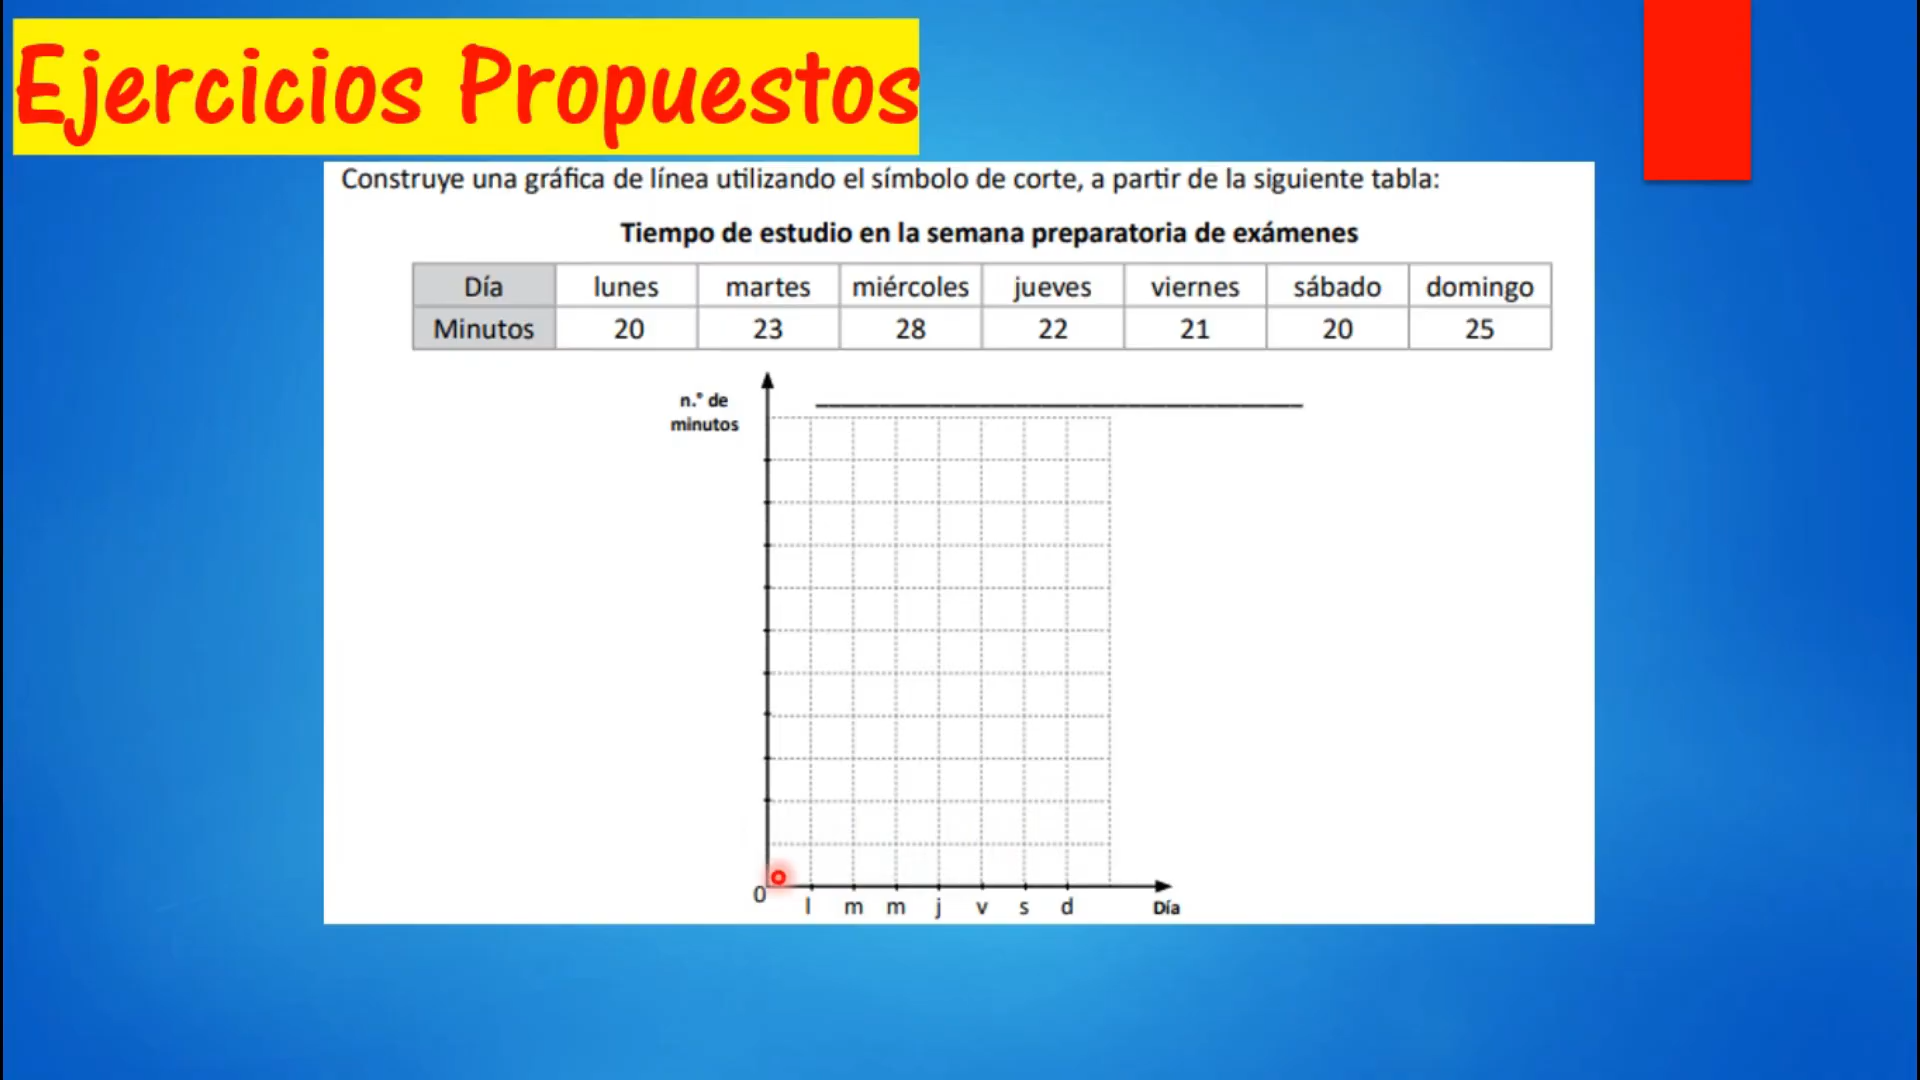 Ejercicios Propuestos
Construye una gráfica de línea utilizando el símbolo de corte, a partir de la siguiente tabla:
Tiempo de estudio en la semana preparatoria de exámenes
Día lunes martes miércoles jueves viernes sábado domingo
Minutos 20 23 28 22 21 20 25
n.° de
minutos
0
l m m j v s d Día